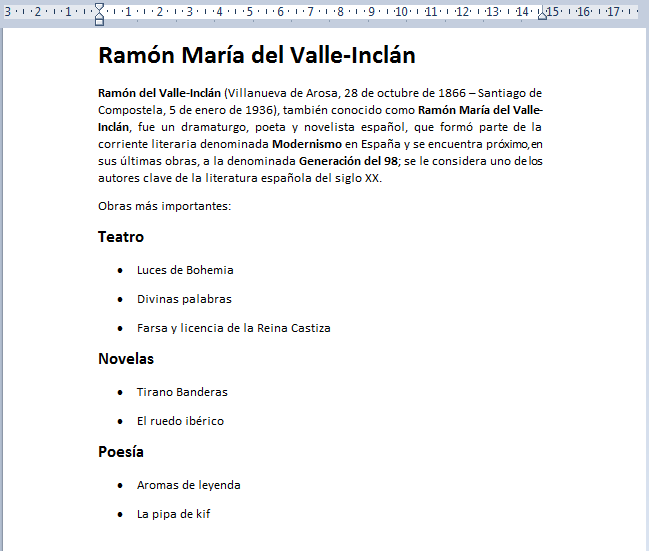 3 2 1 1 2 3 4 5 6 7 8 9 10 11 12 13 14 15 16 17
Ramón María del Valle-Inclán
Ramón del Valle-Inclán (Villanueva de Arosa, 28 de octubre de 1866 – Santiago de
Compostela, 5 de enero de 1936), también conocido como Ramón María del Valle-
Inclán, fue un dramaturgo, poeta y novelista español, que formó parte de la
corriente literaria denominada Modernismo en España y se encuentra próximo, en
sus últimas obras, a la denominada Generación del 98; se le considera uno de los
autores clave de la literatura española del siglo XX.
Obras más importantes:
Teatro
• Luces de Bohemia
• Divinas palabras
• Farsa y licencia de la Reina Castiza
Novelas
• Tirano Banderas
• El ruedo ibérico
Poesía
• Aromas de leyenda
• La pipa de kif